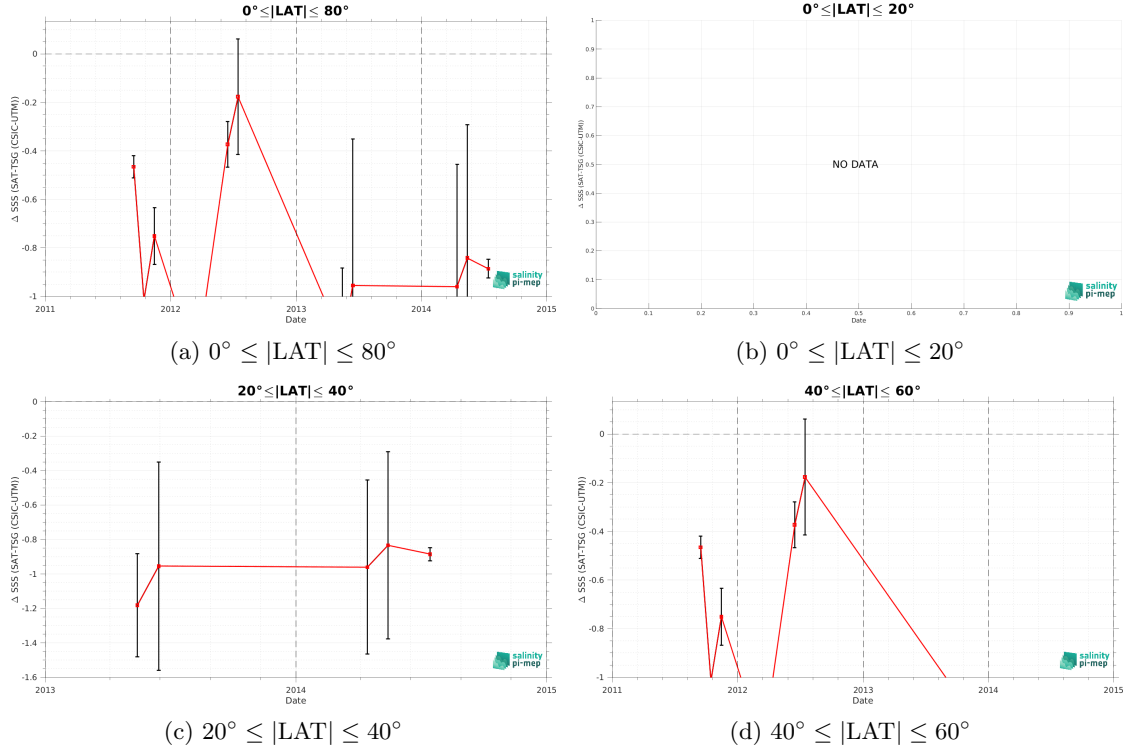 0°≤|LAT|≤ 80°
Δ SSS (SAT-TSG (CSIC-UTM))
0
-0.2
-0.4
-0.6
-0.8
-1
2011
2012
2013
2014
2015
Date
salinity
pi-mep
(a) 0° ≤ |LAT| ≤ 80°
0°≤|LAT|≤ 20°
Δ SSS (SAT-TSG (CSIC-UTM))
1
0.9
0.8
0.7
0.6
0.5
0.4
0.3
0.2
0.1
0
NO DATA
0
0.1
0.2
0.3
0.4
0.5
0.6
0.7
0.8
0.9
1
Date
salinity
pi-mep
(b) 0° ≤ |LAT| ≤ 20°
20°≤|LAT|≤ 40°
Δ SSS (SAT-TSG (CSIC-UTM))
0
-0.2
-0.4
-0.6
-0.8
-1
-1.2
-1.4
-1.6
2013
2014
2015
Date
salinity
pi-mep
(c) 20° ≤ |LAT| ≤ 40°
40°≤|LAT|≤ 60°
Δ SSS (SAT-TSG (CSIC-UTM))
0
-0.2
-0.4
-0.6
-0.8
-1
2011
2012
2013
2014
2015
Date
salinity
pi-mep
(d) 40° ≤ |LAT| ≤ 60°